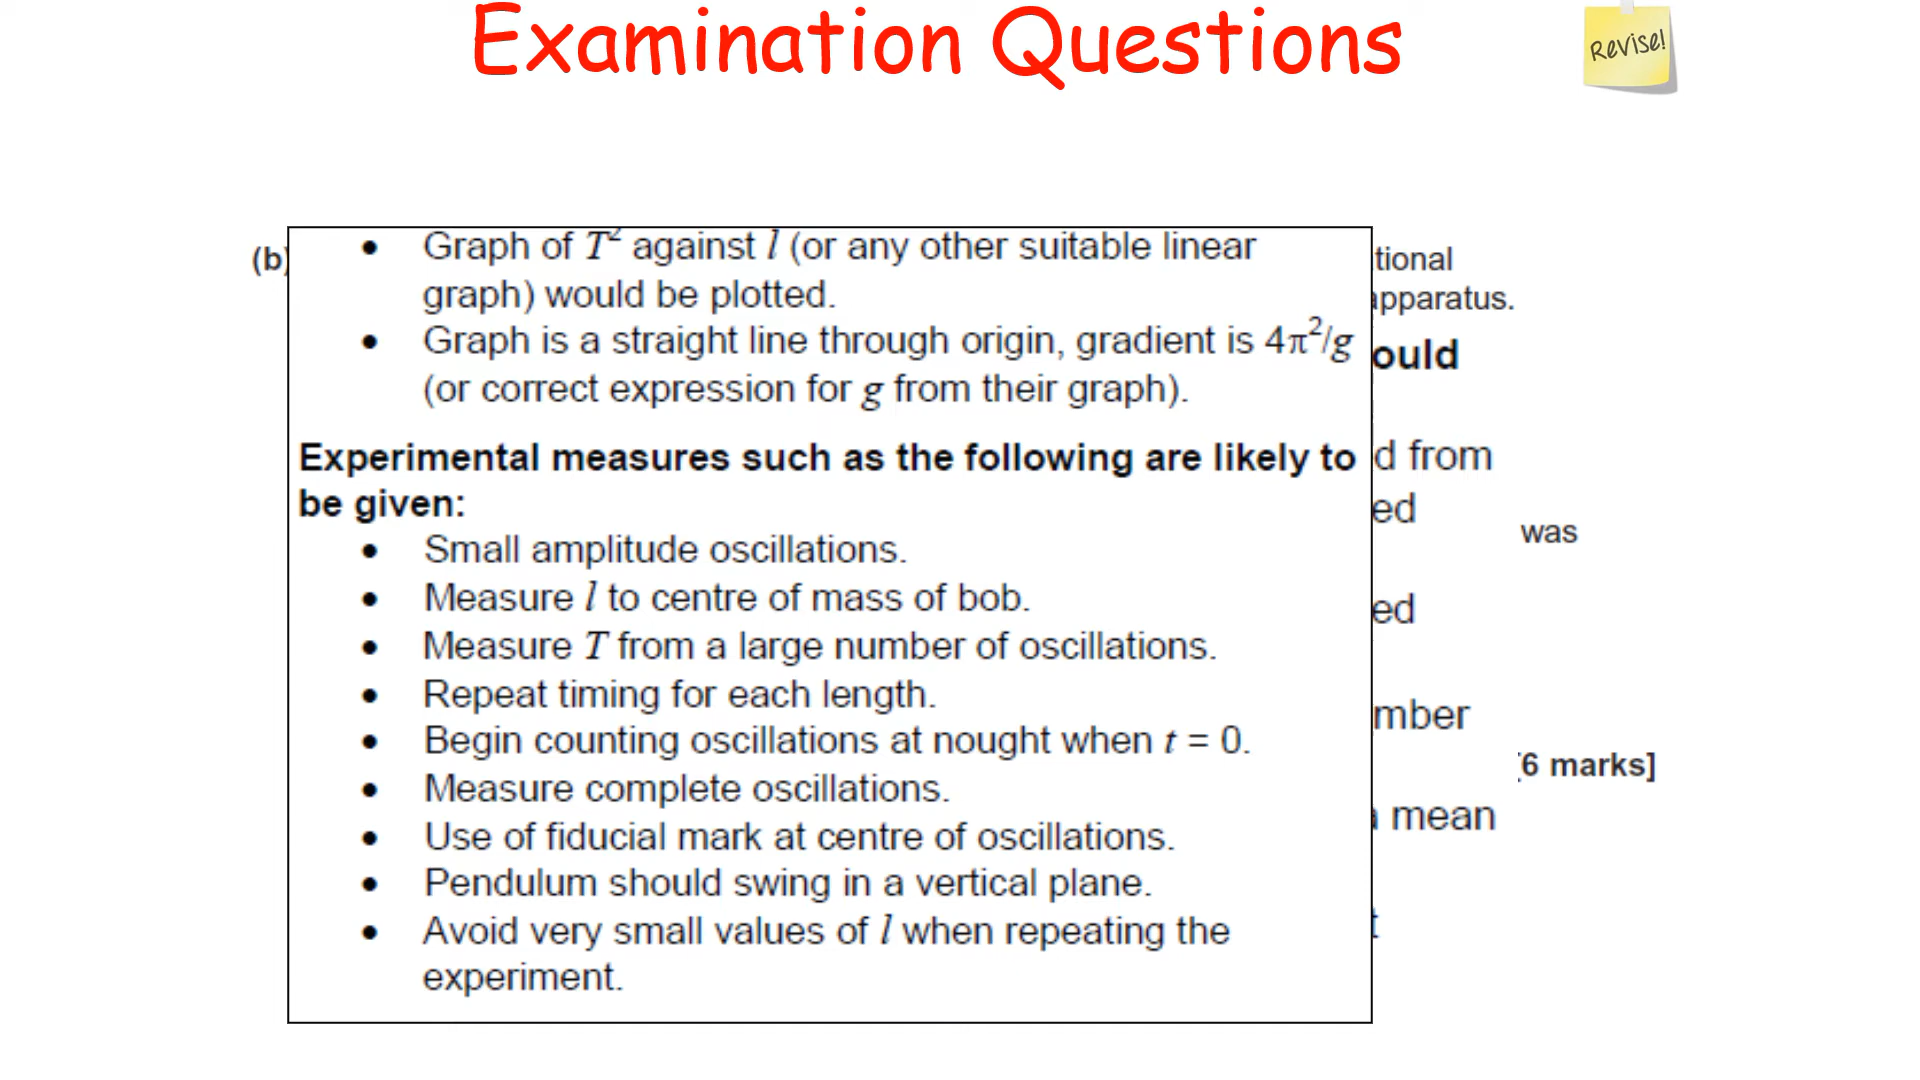 Examination Questions
Revise!
(b)
• Graph of T² against l (or any other suitable linear
graph) would be plotted.
• Graph is a straight line through origin, gradient is 4π²/g
(or correct expression for g from their graph).
Experimental measures such as the following are likely to
be given:
• Small amplitude oscillations.
• Measure l to centre of mass of bob.
• Measure T from a large number of oscillations.
• Repeat timing for each length.
• Begin counting oscillations at nought when t = 0.
• Measure complete oscillations.
• Use of fiducial mark at centre of oscillations.
• Pendulum should swing in a vertical plane.
• Avoid very small values of l when repeating the
experiment.
tional
apparatus.
ould
d from
ed
was
ed
mber
[6 marks]
mean